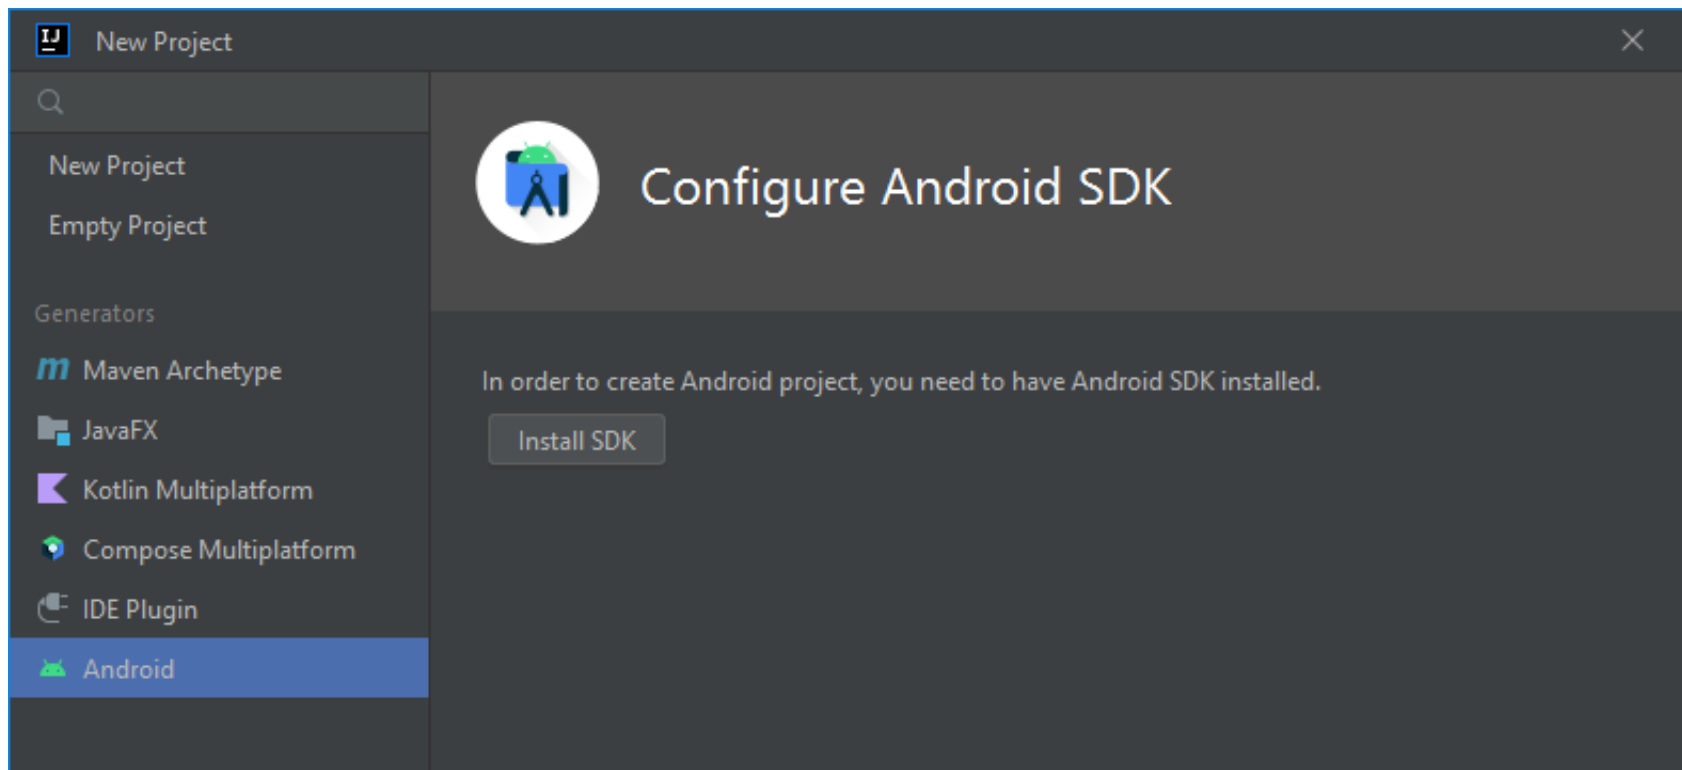 IJ
New Project
New Project
Empty Project
Generators
m Maven Archetype
JavaFX
Kotlin Multiplatform
Compose Multiplatform
IDE Plugin
Android
Configure Android SDK
In order to create Android project, you need to have Android SDK installed.
Install SDK